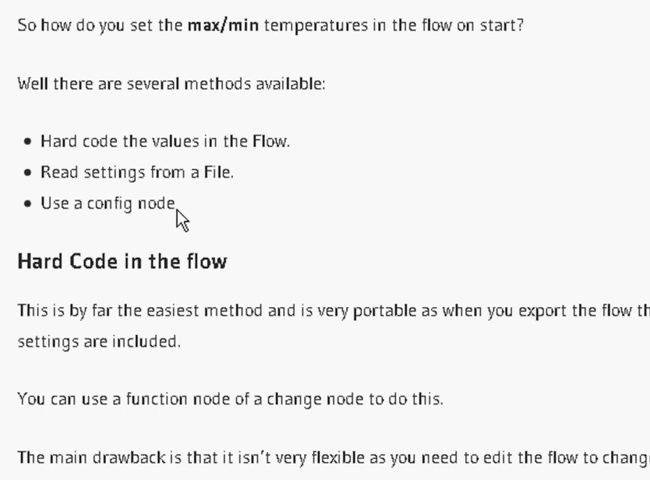 So how do you set the max/min temperatures in the flow on start?
Well there are several methods available:
• Hard code the values in the Flow.
• Read settings from a File.
• Use a config node
Hard Code in the flow
This is by far the easiest method and is very portable as when you export the flow
settings are included.
You can use a function node of a change node to do this.
The main drawback is that it isn't very flexible as you need to edit the flow to